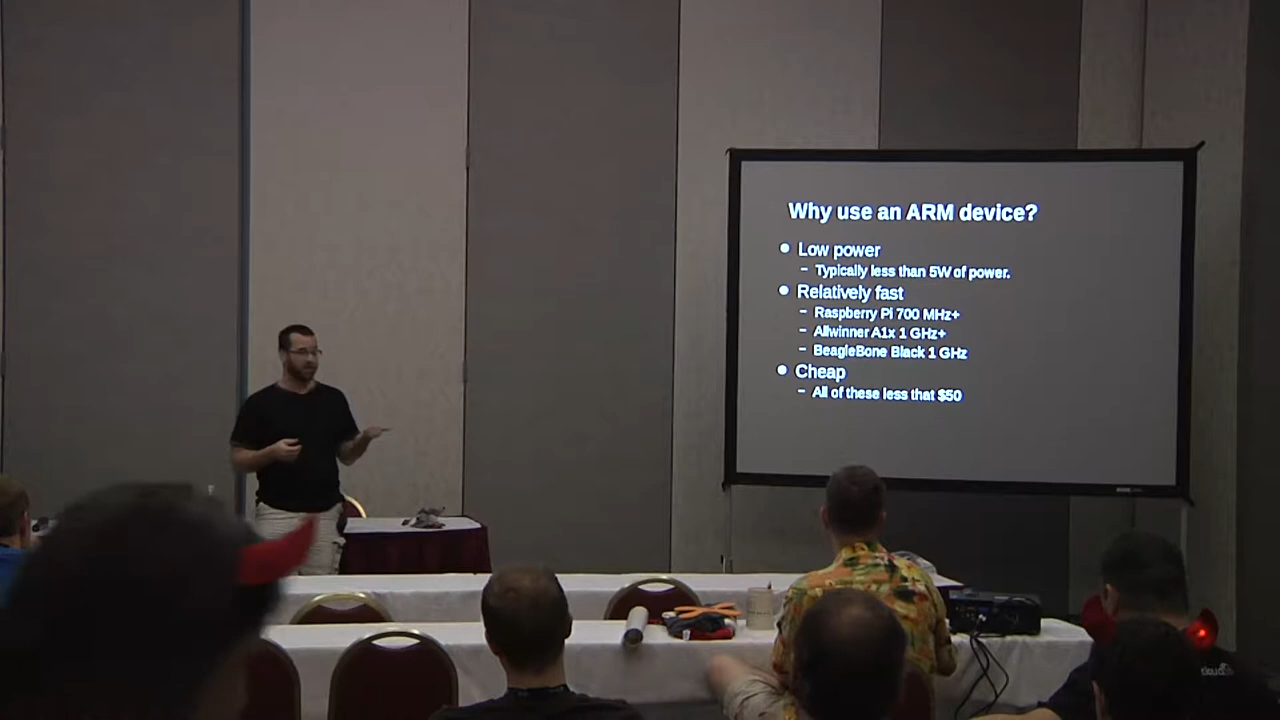 Why use an ARM device?
● Low power
– Typically less than 5W of power.
● Relatively fast
– Raspberry Pi 700 MHz+
– Allwinner A1x 1 GHz+
– BeagleBone Black 1 GHz
● Cheap
– All of these less that $50